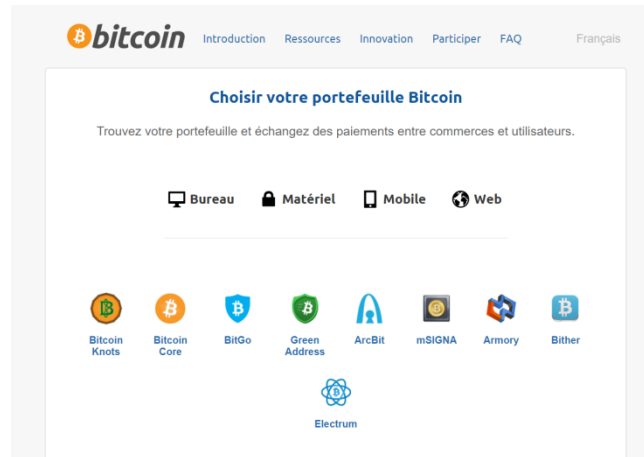 bitcoin Introduction Ressources Innovation Participer FAQ Français
Choisir votre portefeuille Bitcoin
Trouvez votre portefeuille et échangez des paiements entre commerces et utilisateurs.
Bureau Matériel Mobile Web
Bitcoin Knots Bitcoin Core BitGo Green Address ArcBit mSIGNA Armory Bither
Electrum